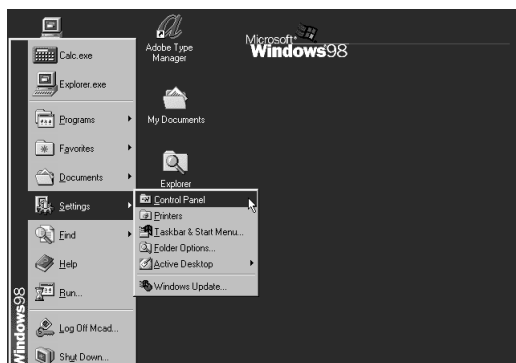 Microsoft
Windows98
Adobe Type
Manager
My Documents
Explorer
Calc.exe
Explorer.exe
Programs
Favorites
Documents
Settings
Find
Help
Run...
Log Off Mcad...
Shut Down...
Windows98
Control Panel
Printers
Taskbar & Start Menu...
Folder Options...
Active Desktop
Windows Update...